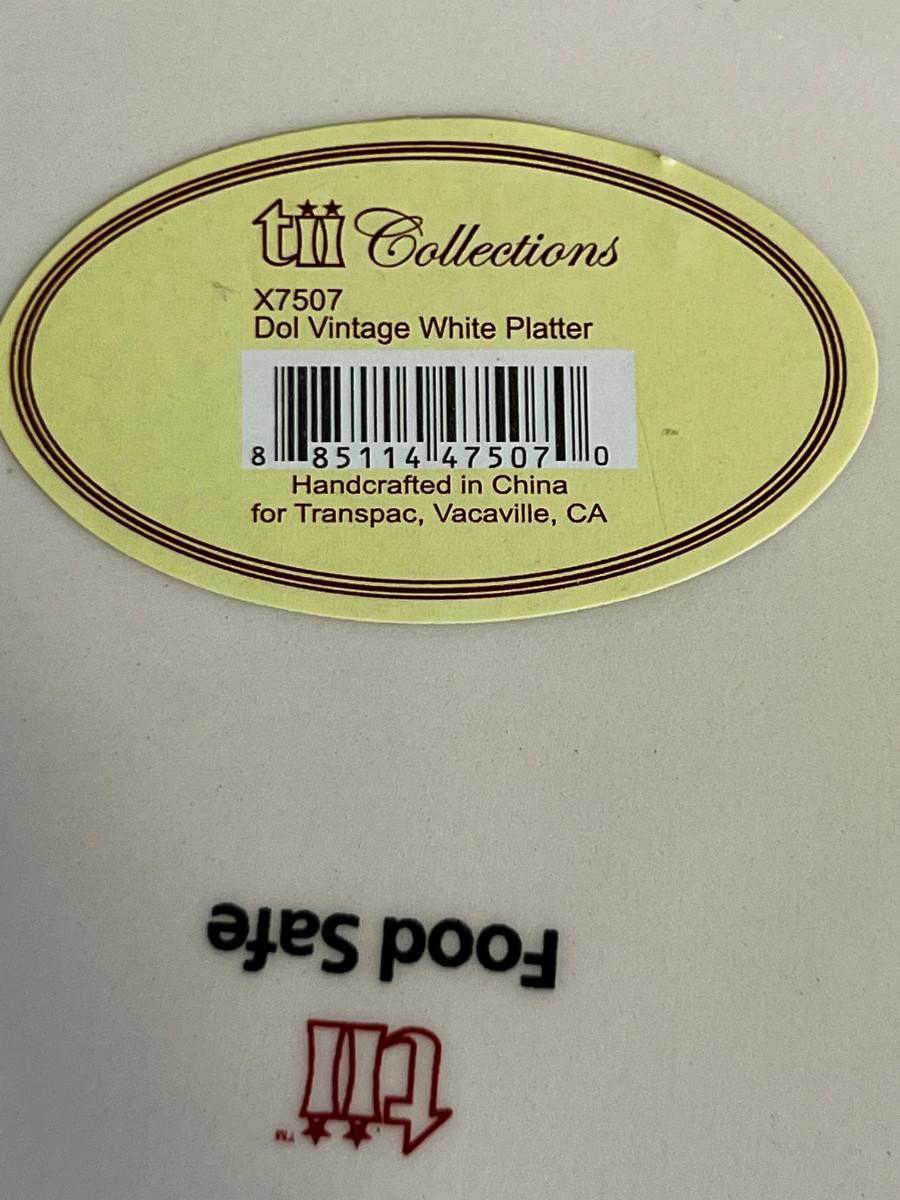 tii Collections
X7507
Dol Vintage White Platter
8 85114 47507 0
Handcrafted in China
for Transpac, Vacaville, CA
Food Safe
tii™